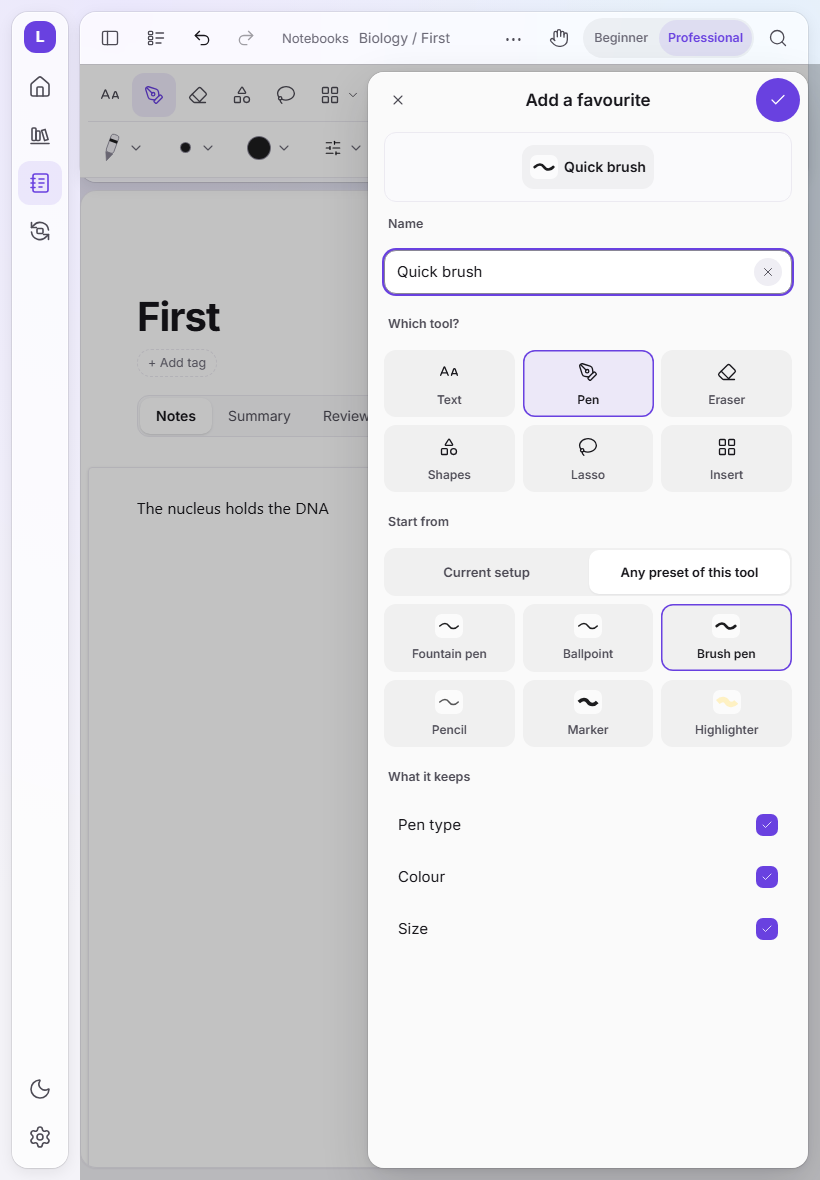 L
Notebooks Biology / First
Beginner Professional
AA
Add a favourite
Quick brush
Name
Quick brush
First
+ Add tag
Notes Summary Review
The nucleus holds the DNA
Which tool?
AA
Text Pen Eraser
Shapes Lasso Insert
Start from
Current setup Any preset of this tool
Fountain pen Ballpoint Brush pen
Pencil Marker Highlighter
What it keeps
Pen type
Colour
Size